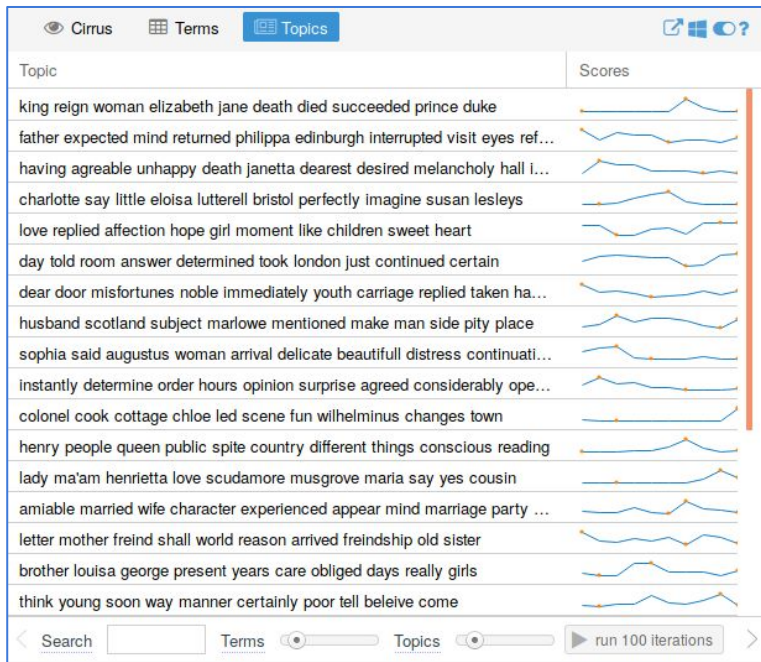 Cirrus Terms Topics ?
Topic Scores
king reign woman elizabeth jane death died succeeded prince duke
father expected mind returned philippa edinburgh interrupted visit eyes ref...
having agreable unhappy death janetta dearest desired melancholy hall i...
charlotte say little eloisa lutterell bristol perfectly imagine susan lesleys
love replied affection hope girl moment like children sweet heart
day told room answer determined took london just continued certain
dear door misfortunes noble immediately youth carriage replied taken ha...
husband scotland subject marlowe mentioned make man side pity place
sophia said augustus woman arrival delicate beautifull distress continuati...
instantly determine order hours opinion surprise agreed considerably ope...
colonel cook cottage chloe led scene fun wilhelminus changes town
henry people queen public spite country different things conscious reading
lady ma'am henrietta love scudamore musgrove maria say yes cousin
amiable married wife character experienced appear mind marriage party ...
letter mother freind shall world reason arrived freindship old sister
brother louisa george present years care obliged days really girls
think young soon way manner certainly poor tell beleive come
Search Terms Topics run 100 iterations